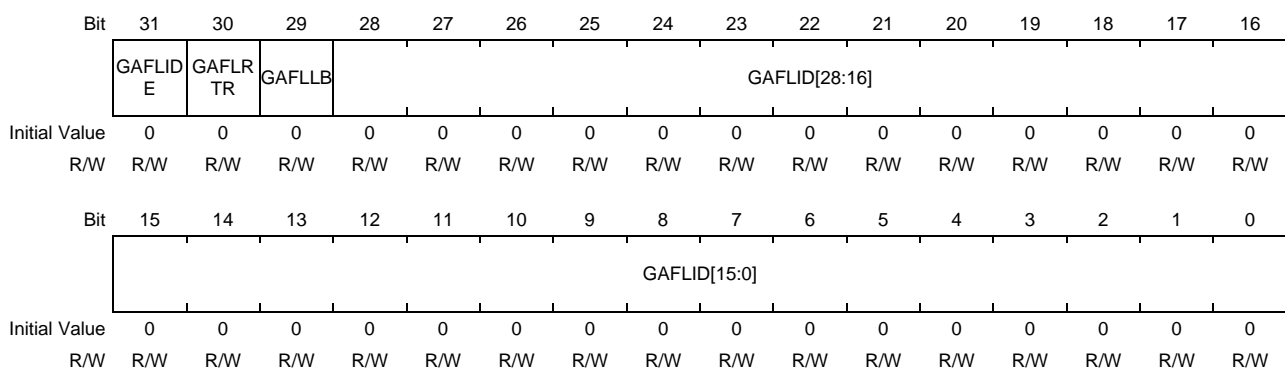 Bit 31 30 29 28 27 26 25 24 23 22 21 20 19 18 17 16
GAFLID GAFLR GAFLLB GAFLID[28:16]
E TR
Initial Value 0 0 0 0 0 0 0 0 0 0 0 0 0 0 0 0
R/W R/W R/W R/W R/W R/W R/W R/W R/W R/W R/W R/W R/W R/W R/W R/W R/W
Bit 15 14 13 12 11 10 9 8 7 6 5 4 3 2 1 0
GAFLID[15:0]
Initial Value 0 0 0 0 0 0 0 0 0 0 0 0 0 0 0 0
R/W R/W R/W R/W R/W R/W R/W R/W R/W R/W R/W R/W R/W R/W R/W R/W R/W